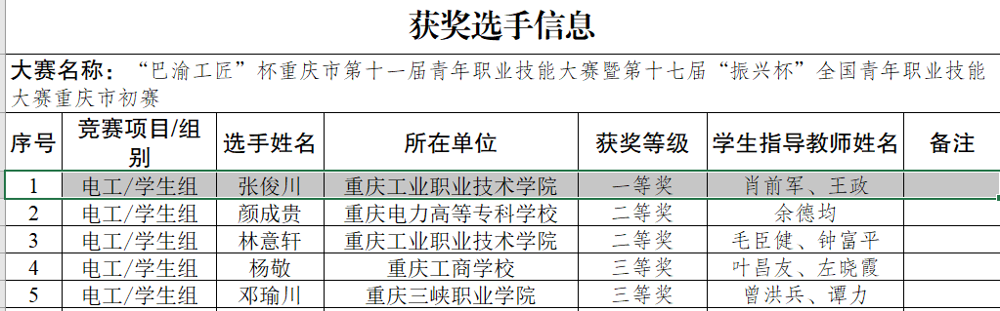 获奖选手信息
大赛名称：“巴渝工匠”杯重庆市第十一届青年职业技能大赛暨第十七届“振兴杯”全国青年职业技能
大赛重庆市初赛
序号 竞赛项目/组别 选手姓名 所在单位 获奖等级 学生指导教师姓名 备注
1 电工/学生组 张俊川 重庆工业职业技术学院 一等奖 肖前军、王政
2 电工/学生组 颜成贵 重庆电力高等专科学校 二等奖 余德均
3 电工/学生组 林意轩 重庆工业职业技术学院 二等奖 毛臣健、钟富平
4 电工/学生组 杨敬 重庆工商学校 三等奖 叶昌友、左晓霞
5 电工/学生组 邓瑜川 重庆三峡职业学院 三等奖 曾洪兵、谭力